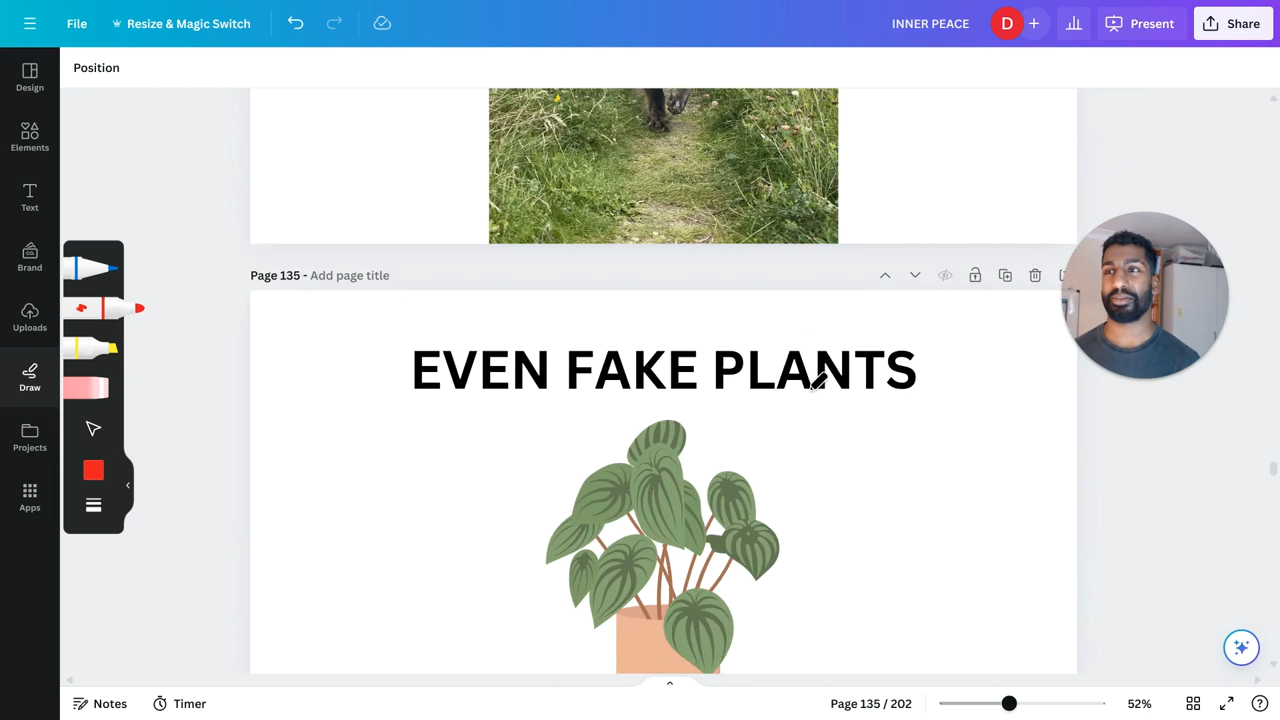 File
Resize & Magic Switch
INNER PEACE
D
Present
Share
Position
Design
Elements
Text
Brand
Uploads
Draw
Projects
Apps
Page 135 - Add page title
EVEN FAKE PLANTS
Notes
Timer
Page 135 / 202
52%